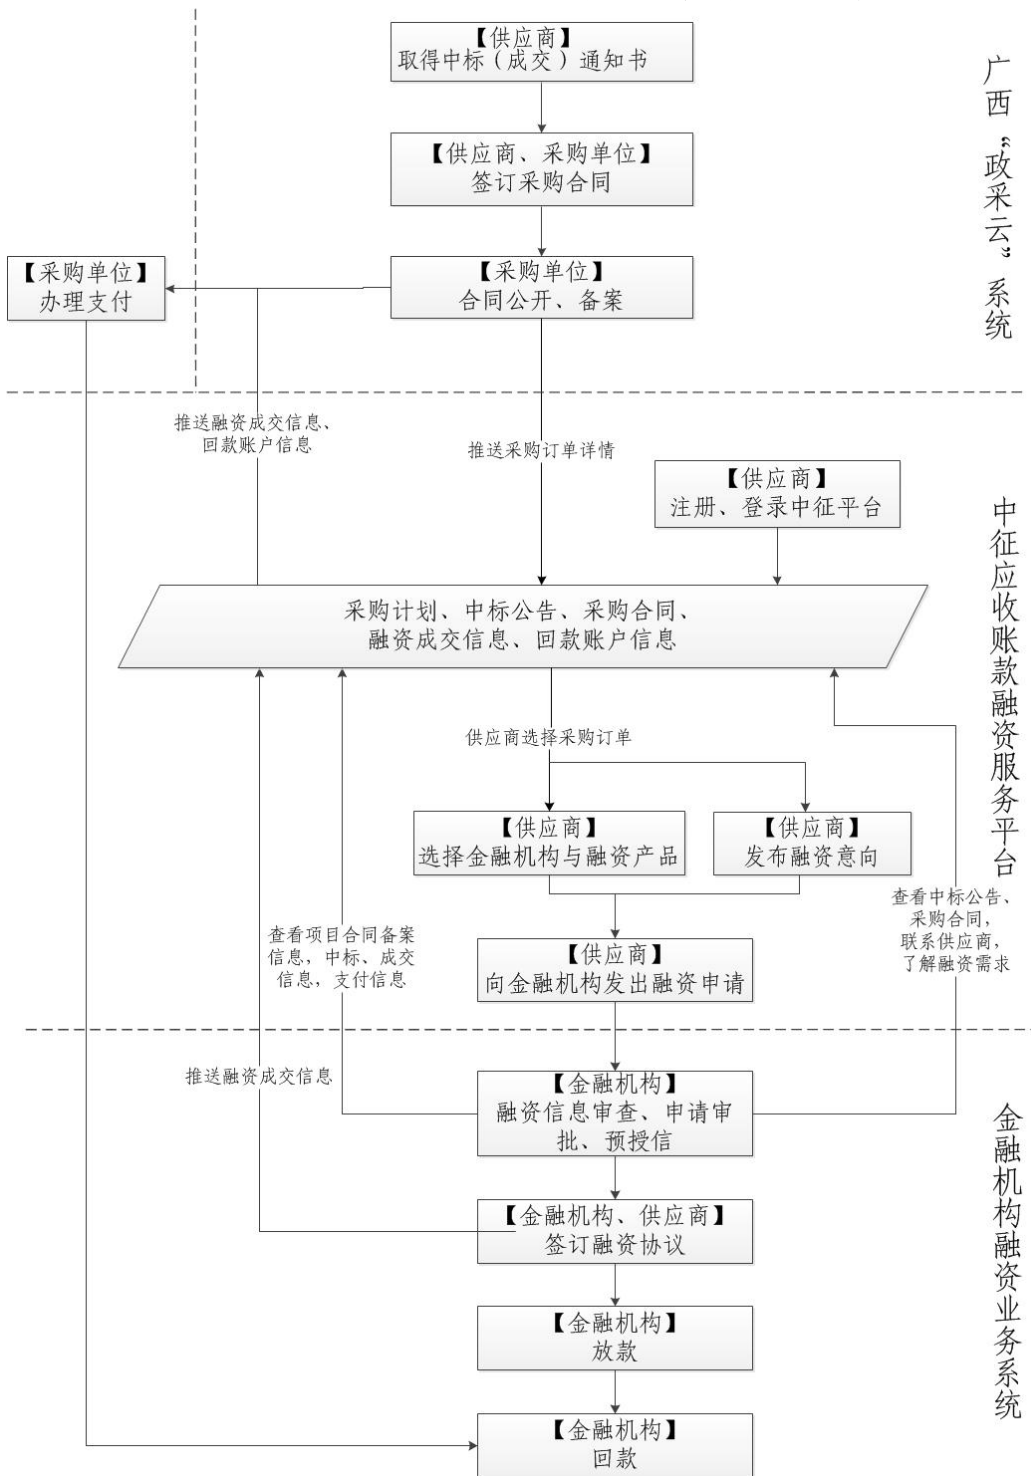 【供应商】
取得中标（成交）通知书
【供应商、采购单位】
签订采购合同
【采购单位】
合同公开、备案
【采购单位】
办理支付
广西“政采云”系统
推送融资成交信息、
回款账户信息
推送采购订单详情
【供应商】
注册、登录中征平台
采购计划、中标公告、采购合同、
融资成交信息、回款账户信息
供应商选择采购订单
【供应商】
选择金融机构与融资产品
【供应商】
发布融资意向
中征应收账款融资服务平台
查看项目合同备案
信息，中标、成交
信息，支付信息
查看中标公告、
采购合同，
联系供应商，
了解融资需求
【供应商】
向金融机构发出融资申请
推送融资成交信息
【金融机构】
融资信息审查、申请审
批、预授信
【金融机构、供应商】
签订融资协议
【金融机构】
放款
【金融机构】
回款
金融机构融资业务系统